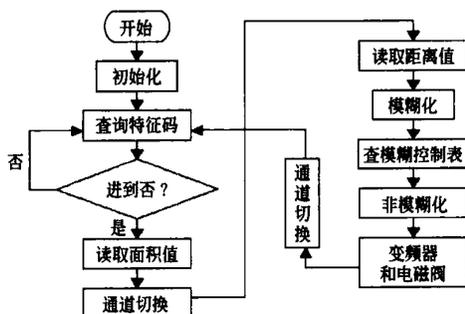 开始
初始化
查询特征码
否
进到否？
是
读取面积值
通道切换
读取距离值
模糊化
查模糊控制表
非模糊化
变频器
和电磁阀
通道切换